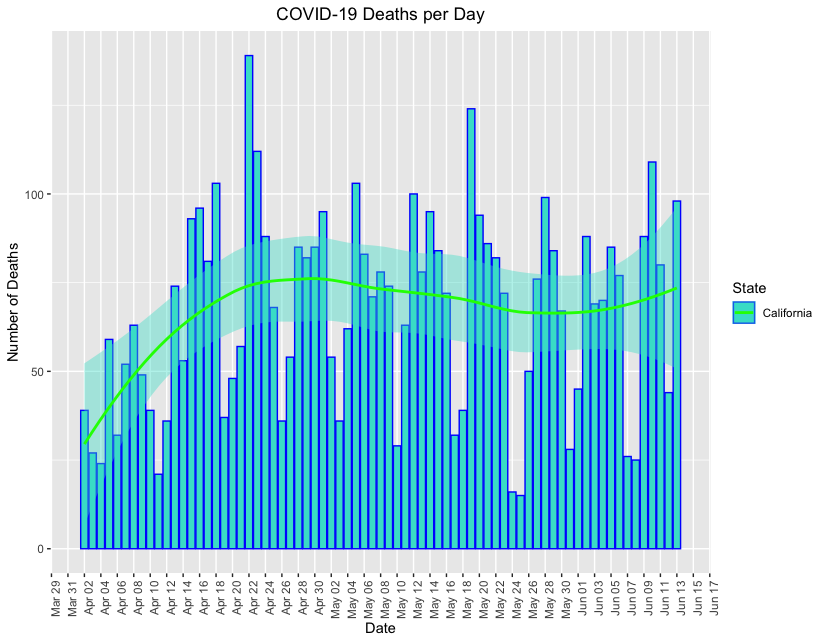 COVID-19 Deaths per Day
Number of Deaths
100
50
0
Mar 29
Mar 31
Apr 02
Apr 04
Apr 06
Apr 08
Apr 10
Apr 12
Apr 14
Apr 16
Apr 18
Apr 20
Apr 22
Apr 24
Apr 26
Apr 28
Apr 30
May 02
May 04
May 06
May 08
May 10
May 12
May 14
May 16
May 18
May 20
May 22
May 24
May 26
May 28
May 30
Jun 01
Jun 03
Jun 05
Jun 07
Jun 09
Jun 11
Jun 13
Jun 15
Jun 17
Date
State
California